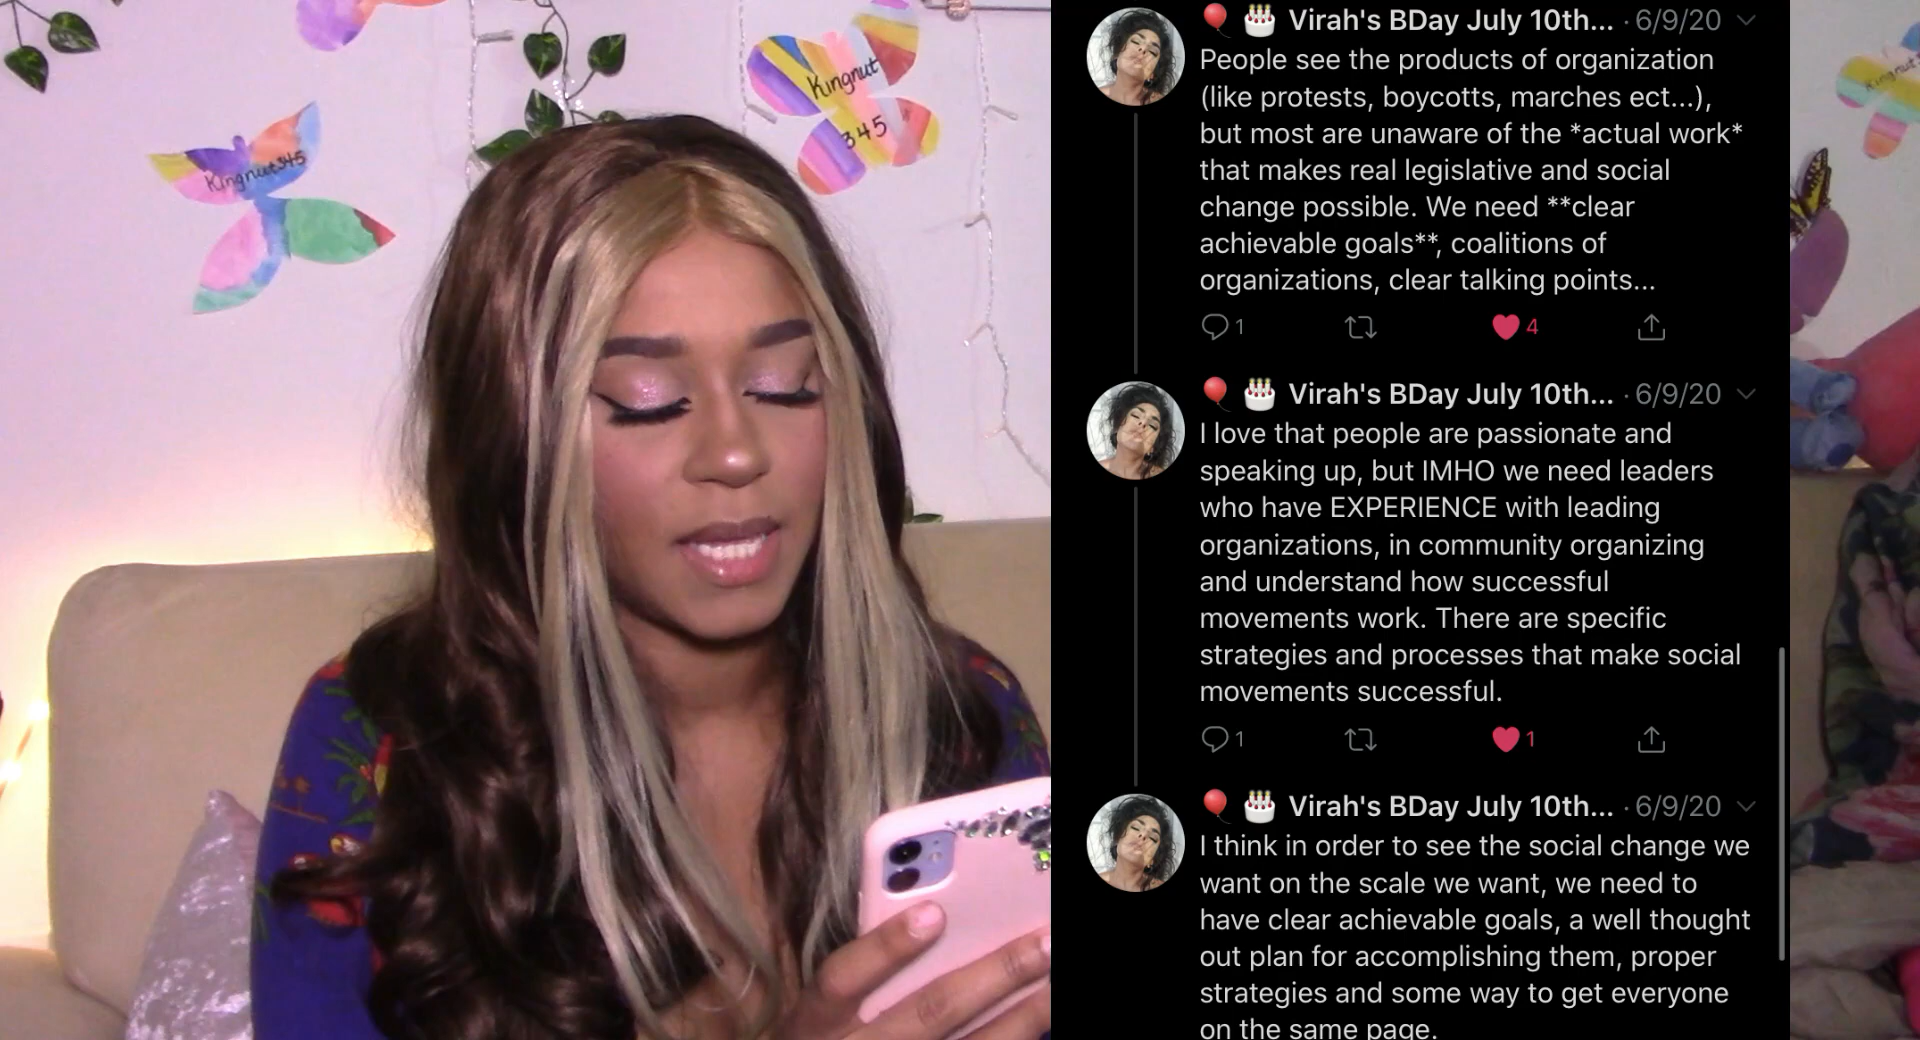 Kingnut345
Kingnut
345
Kingnut
🎈 🎂 Virah's BDay July 10th... · 6/9/20
People see the products of organization
(like protests, boycotts, marches ect...),
but most are unaware of the *actual work*
that makes real legislative and social
change possible. We need **clear
achievable goals**, coalitions of
organizations, clear talking points...
1 4
🎈 🎂 Virah's BDay July 10th... · 6/9/20
I love that people are passionate and
speaking up, but IMHO we need leaders
who have EXPERIENCE with leading
organizations, in community organizing
and understand how successful
movements work. There are specific
strategies and processes that make social
movements successful.
1 1
🎈 🎂 Virah's BDay July 10th... · 6/9/20
I think in order to see the social change we
want on the scale we want, we need to
have clear achievable goals, a well thought
out plan for accomplishing them, proper
strategies and some way to get everyone
on the same page.